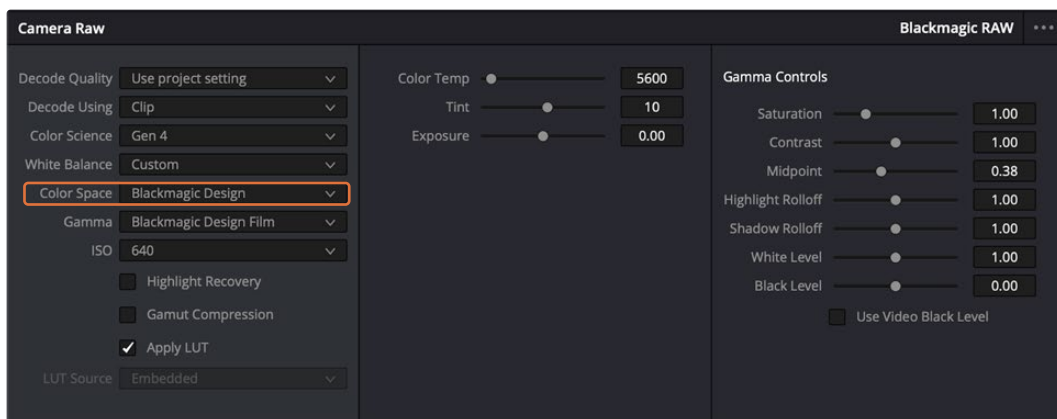 Camera Raw
Blackmagic RAW
Decode Quality Use project setting
Decode Using Clip
Color Science Gen 4
White Balance Custom
Color Space Blackmagic Design
Gamma Blackmagic Design Film
ISO 640
Highlight Recovery
Gamut Compression
Apply LUT
LUT Source Embedded
Color Temp 5600
Tint 10
Exposure 0.00
Gamma Controls
Saturation 1.00
Contrast 1.00
Midpoint 0.38
Highlight Rolloff 1.00
Shadow Rolloff 1.00
White Level 1.00
Black Level 0.00
Use Video Black Level